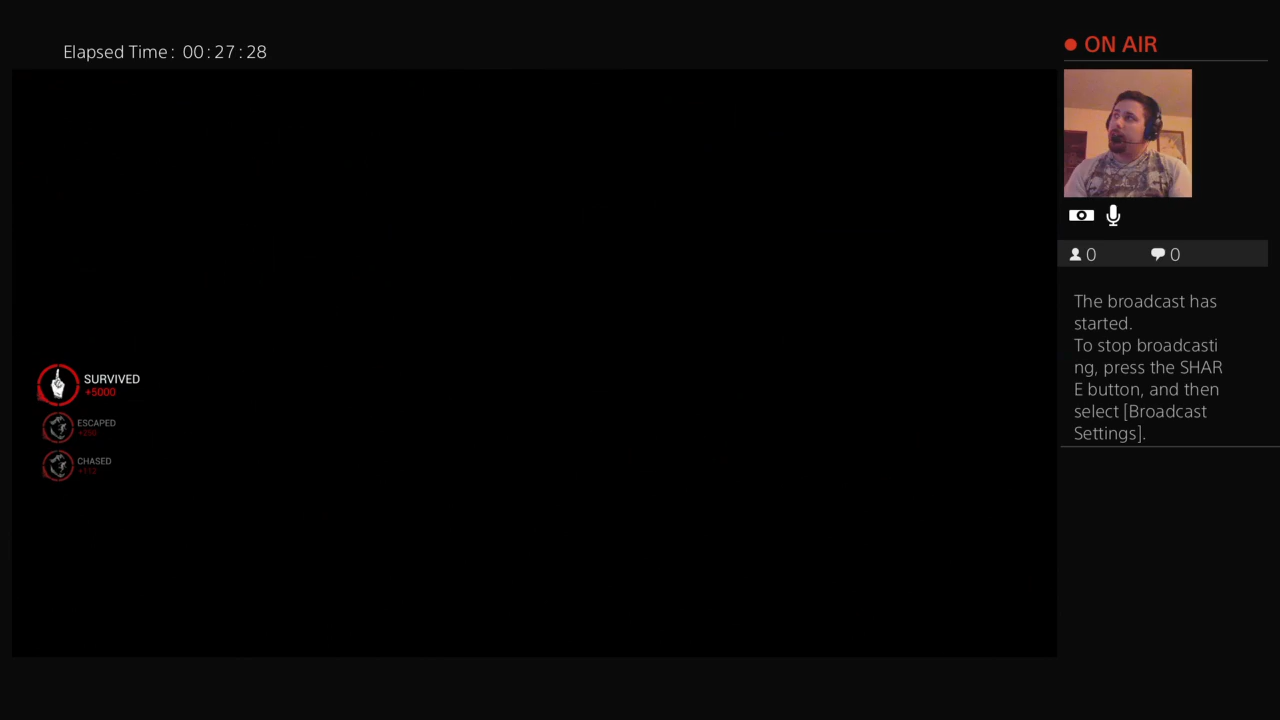 Elapsed Time: 00:27:28
ON AIR
0 0
The broadcast has
started.
To stop broadcasti
ng, press the SHAR
E button, and then
select [Broadcast
Settings].
SURVIVED
+5000
ESCAPED
CHASED
+112